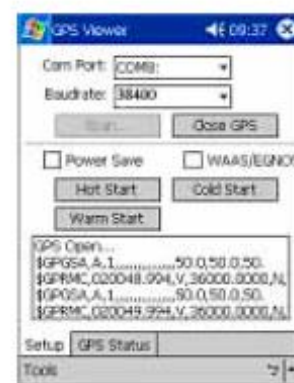 GPS Viewer 09:37
Com Port: COM8:
Baudrate: 38400
Scan... Close GPS
Power Save WAAS/EGNOS
Hot Start Cold Start
Warm Start
GPS Open...
$GPGSA,A,1,,,,,,,,,,,,,50.0,50.0,50.
$GPRMC,020048.994,V,36000.0000,N,
$GPGSA,A,1,,,,,,,,,,,,,50.0,50.0,50.
$GPRMC,020049.994,V,36000.0000,N,
Setup GPS Status
Tools